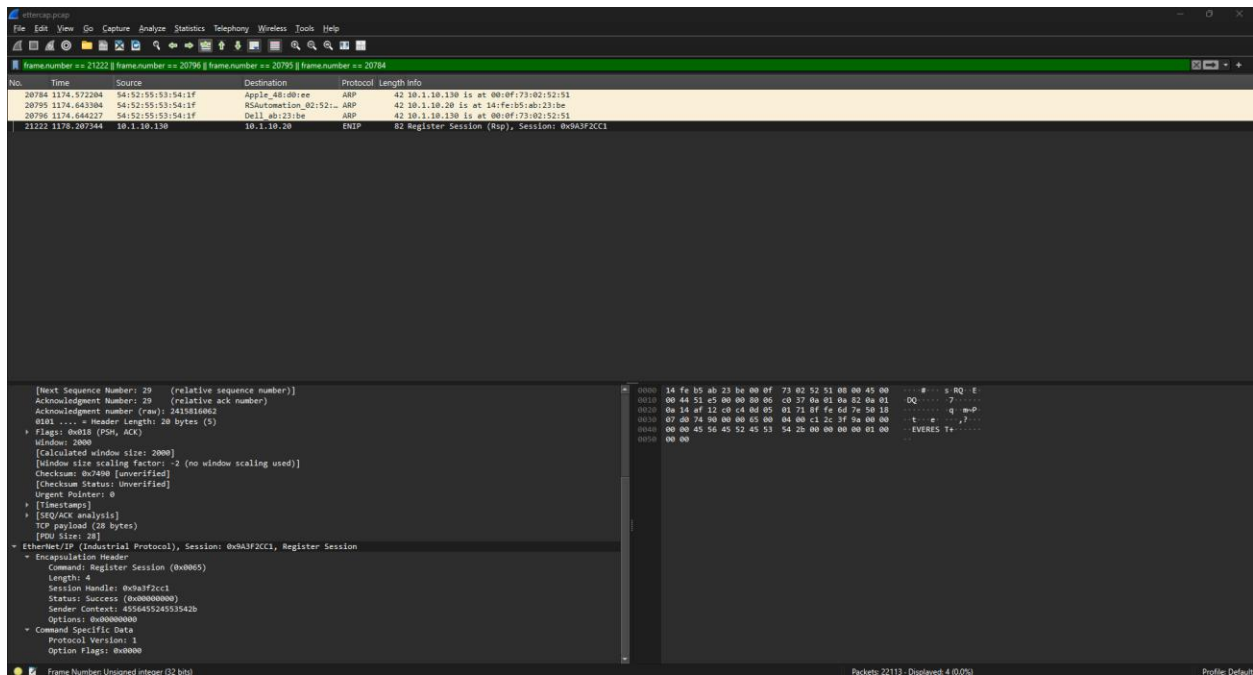 ettercap.pcap
File Edit View Go Capture Analyze Statistics Telephony Wireless Tools Help
frame.number == 21222 || frame.number == 20796 || frame.number == 20795 || frame.number == 20784
No. Time Source Destination Protocol Length Info
20784 1174.572204 54:52:55:53:54:1f Apple_48:d0:ee ARP 42 10.1.10.130 is at 00:0f:73:02:52:51
20795 1174.643304 54:52:55:53:54:1f RSAutomation_02:52:… ARP 42 10.1.10.20 is at 14:fe:b5:ab:23:be
20796 1174.644227 54:52:55:53:54:1f Dell_ab:23:be ARP 42 10.1.10.130 is at 00:0f:73:02:52:51
21222 1178.207344 10.1.10.130 10.1.10.20 ENIP 82 Register Session (Rsp), Session: 0x9A3F2CC1
[Next Sequence Number: 29 (relative sequence number)]
Acknowledgment Number: 29 (relative ack number)
Acknowledgment number (raw): 2415816062
0101 .... = Header Length: 20 bytes (5)
Flags: 0x018 (PSH, ACK)
Window: 2000
[Calculated window size: 2000]
[Window size scaling factor: -2 (no window scaling used)]
Checksum: 0x7490 [unverified]
[Checksum Status: Unverified]
Urgent Pointer: 0
[Timestamps]
[SEQ/ACK analysis]
TCP payload (28 bytes)
[PDU Size: 28]
EtherNet/IP (Industrial Protocol), Session: 0x9A3F2CC1, Register Session
Encapsulation Header
Command: Register Session (0x0065)
Length: 4
Session Handle: 0x9a3f2cc1
Status: Success (0x00000000)
Sender Context: 455645524553542b
Options: 0x00000000
Command Specific Data
Protocol Version: 1
Option Flags: 0x0000
0000 14 fe b5 ab 23 be 00 0f 73 02 52 51 08 00 45 00 ····#··· s·RQ··E·
0010 00 44 51 e5 00 00 80 06 c0 37 0a 01 0a 82 0a 01 ·DQ····· ·7······
0020 0a 14 af 12 c0 c4 0d 05 01 71 8f fe 6d 7e 50 18 ········ ·q··m~P·
0030 07 d0 74 90 00 00 65 00 04 00 c1 2c 3f 9a 00 00 ··t···e· ···,?···
0040 00 00 45 56 45 52 45 53 54 2b 00 00 00 00 01 00 ··EVERES T+······
0050 00 00 ··
Frame Number: Unsigned integer (32 bits)
Packets: 22113 · Displayed: 4 (0.0%)
Profile: Default